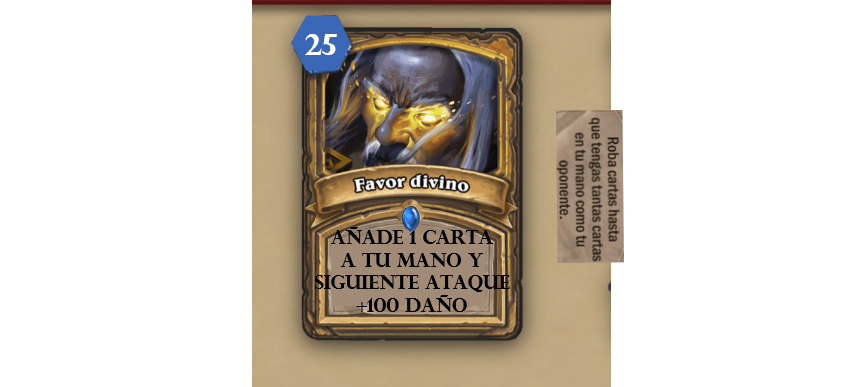 25
Favor divino
AÑADE 1 CARTA
A TU MANO Y
SIGUIENTE ATAQUE
+100 DAÑO
Roba cartas hasta
que tengas tantas cartas
en tu mano como tu
oponente.